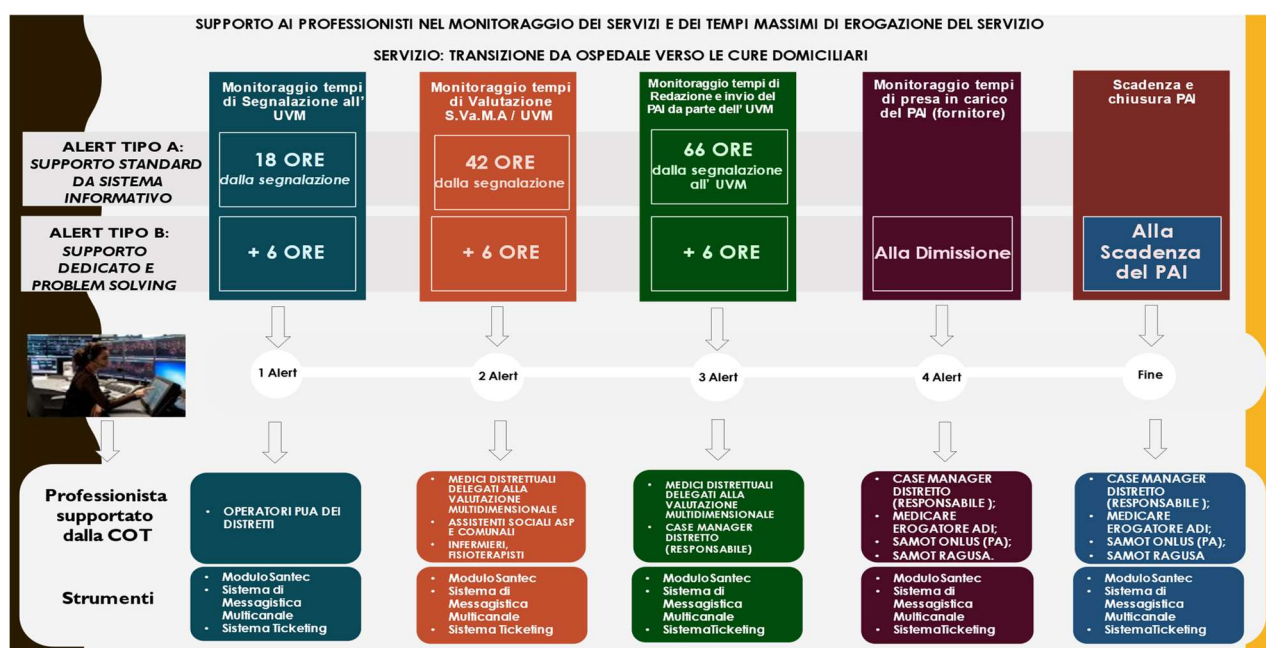 SUPPORTO AI PROFESSIONISTI NEL MONITORAGGIO DEI SERVIZI E DEI TEMPI MASSIMI DI EROGAZIONE DEL SERVIZIO
SERVIZIO: TRANSIZIONE DA OSPEDALE VERSO LE CURE DOMICILIARI
Monitoraggio tempi
di Segnalazione all'
UVM
Monitoraggio tempi
di Valutazione
S.Va.M.A / UVM
Monitoraggio tempi di
Redazione e invio del
PAI da parte dell' UVM
Monitoraggio tempi
di presa in carico
del PAI (fornitore)
Scadenza e
chiusura PAI
ALERT TIPO A:
SUPPORTO STANDARD
DA SISTEMA
INFORMATIVO
18 ORE
dalla segnalazione
42 ORE
dalla segnalazione
66 ORE
dalla segnalazione
all' UVM
ALERT TIPO B:
SUPPORTO
DEDICATO E
PROBLEM SOLVING
+ 6 ORE
+ 6 ORE
+ 6 ORE
Alla Dimissione
Alla
Scadenza
del PAI
1 Alert
2 Alert
3 Alert
4 Alert
Fine
Professionista
supportato
dalla COT
• OPERATORI PUA DEI
DISTRETTI
• MEDICI DISTRETTUALI
DELEGATI ALLA
VALUTAZIONE
MULTIDIMENSIONALE
• ASSISTENTI SOCIALI ASP
E COMUNALI
• INFERMIERI,
FISIOTERAPISTI
• MEDICI DISTRETTUALI
DELEGATI ALLA
VALUTAZIONE
MULTIDIMENSIONALE
• CASE MANAGER
DISTRETTO
(RESPONSABILE)
• CASE MANAGER
DISTRETTO
(RESPONSABILE );
• MEDICARE
EROGATORE ADI;
• SAMOT ONLUS (PA);
• SAMOT RAGUSA.
• CASE MANAGER
DISTRETTO
(RESPONSABILE );
• MEDICARE
EROGATORE ADI;
• SAMOT ONLUS (PA);
• SAMOT RAGUSA
Strumenti
• Modulo Santec
• Sistema di
Messagistica
Multicanale
• Sistema Ticketing
• Modulo Santec
• Sistema di
Messagistica
Multicanale
• Sistema Ticketing
• Modulo Santec
• Sistema di
Messagistica
Multicanale
• SistemaTicketing
• Modulo Santec
• Sistema di
Messagistica
Multicanale
• SistemaTicketing
• Modulo Santec
• Sistema di
Messagistica
Multicanale
• SistemaTicketing